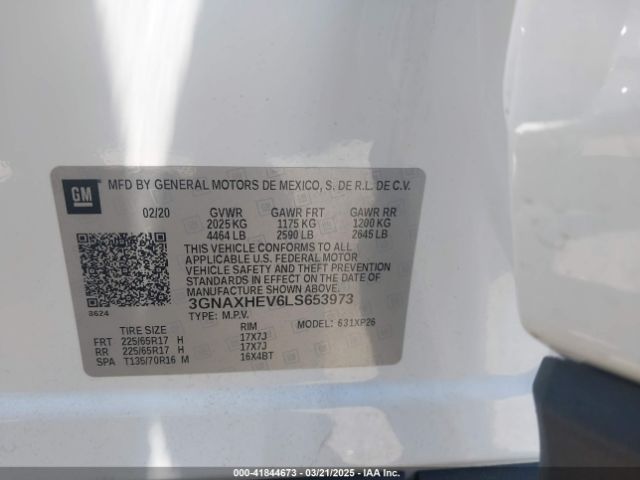 GM MFD BY GENERAL MOTORS DE MEXICO, S. DE R.L. DE C.V.
02/20 GVWR GAWR FRT GAWR RR
2025 KG 1175 KG 1200 KG
4464 LB 2590 LB 2645 LB
THIS VEHICLE CONFORMS TO ALL
APPLICABLE U.S. FEDERAL MOTOR
VEHICLE SAFETY AND THEFT PREVENTION
STANDARDS IN EFFECT ON THE DATE OF
MANUFACTURE SHOWN ABOVE.
3GNAXHEV6LS653973
3624
TYPE: M.P.V. MODEL: 631XP26
TIRE SIZE RIM
FRT 225/65R17 H 17X7J
RR 225/65R17 H 17X7J
SPA T135/70R16 M 16X4BT
000-41844673 — 03/21/2025 — IAA Inc.